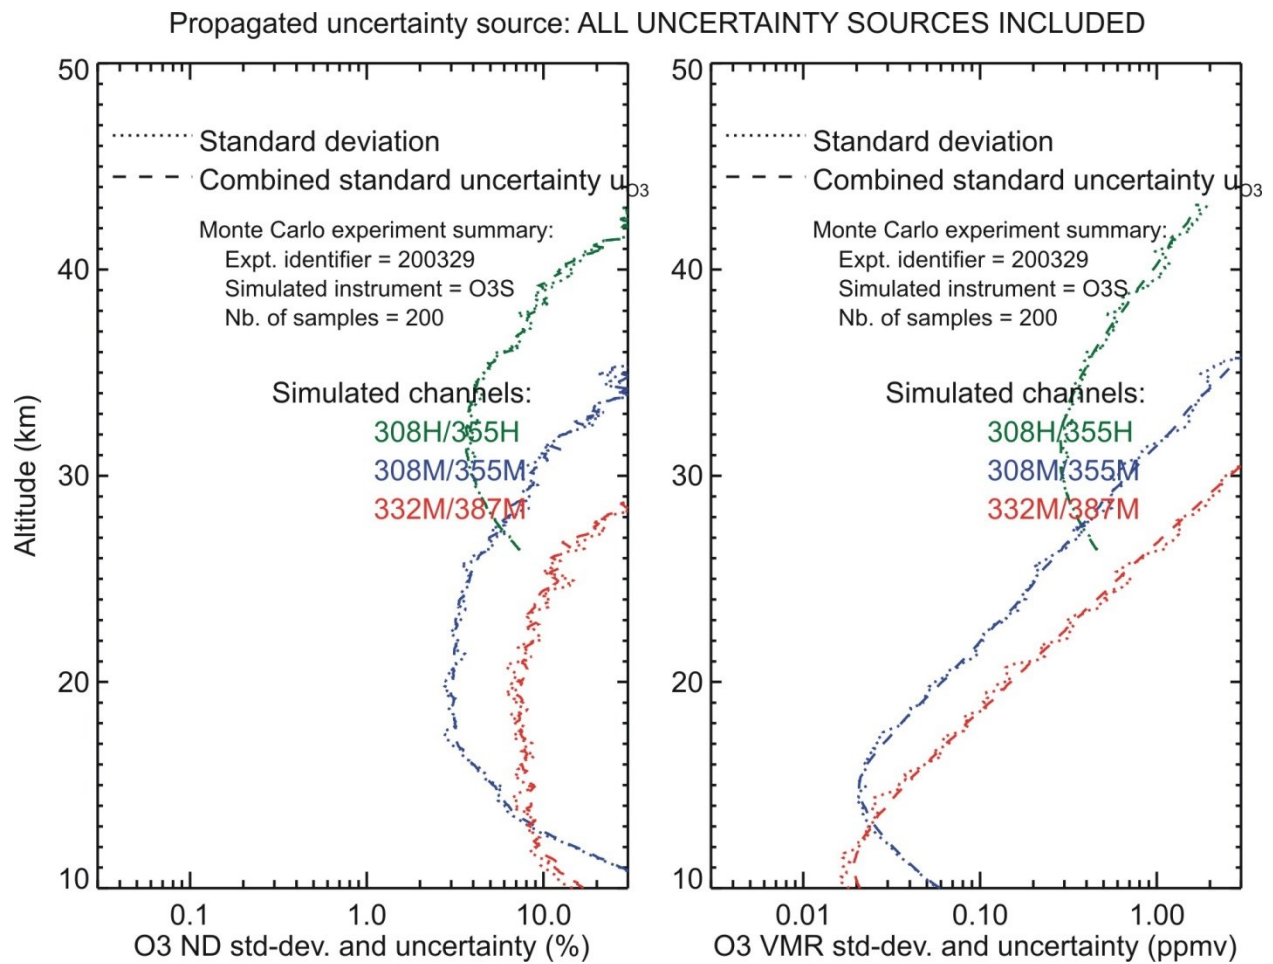 Propagated uncertainty source: ALL UNCERTAINTY SOURCES INCLUDED
50
40
30
20
10
Altitude (km)
Standard deviation
Combined standard uncertainty uO3
Monte Carlo experiment summary:
Expt. identifier = 200329
Simulated instrument = O3S
Nb. of samples = 200
Simulated channels:
308H/355H
308M/355M
332M/387M
0.1 1.0 10.0
O3 ND std-dev. and uncertainty (%)
50
40
30
20
10
Standard deviation
Combined standard uncertainty uO3
Monte Carlo experiment summary:
Expt. identifier = 200329
Simulated instrument = O3S
Nb. of samples = 200
Simulated channels:
308H/355H
308M/355M
332M/387M
0.01 0.10 1.00
O3 VMR std-dev. and uncertainty (ppmv)